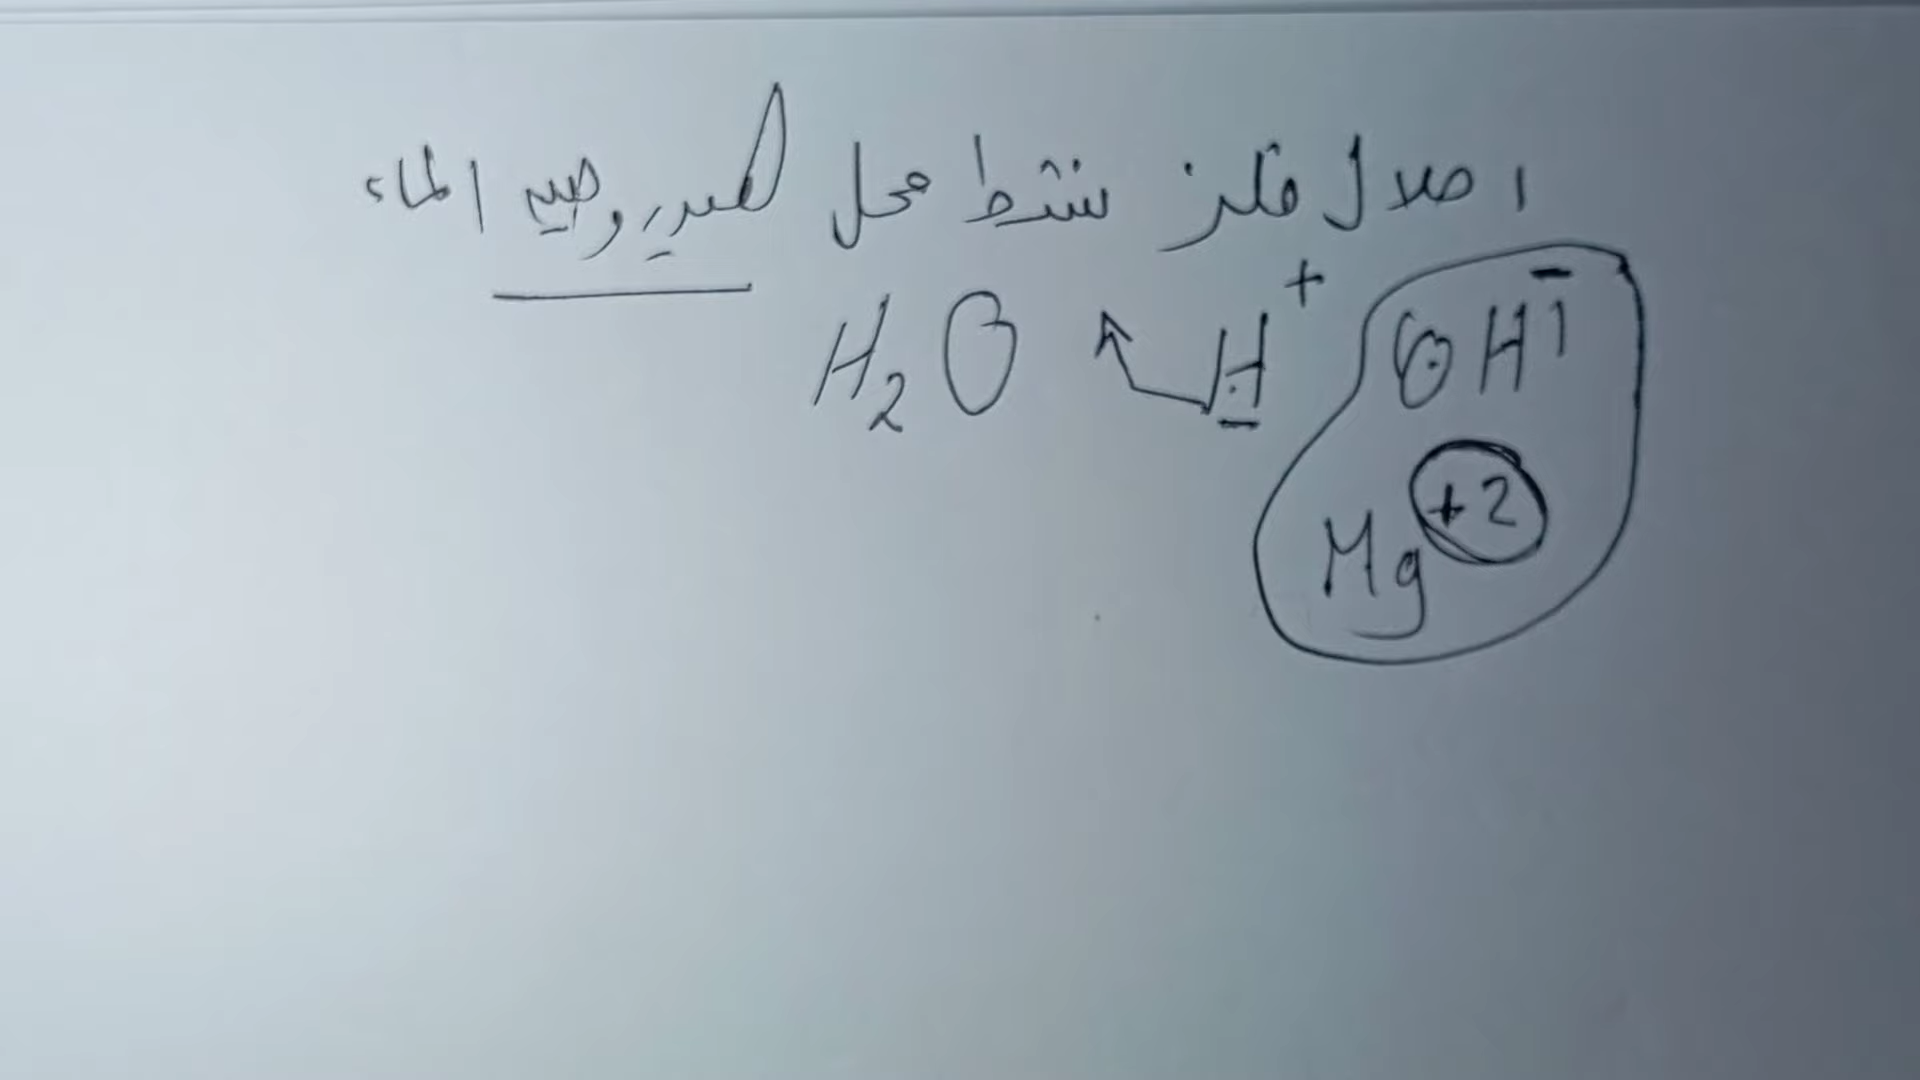 احلال فلز نشط محل هيدروجين الماء
H₂O H⁺ OH⁻
Mg⁺²